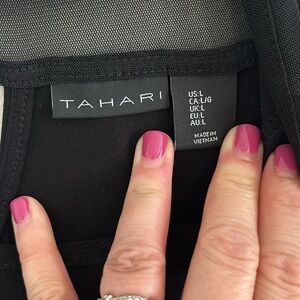 TAHARI
US:L
CA:L/G
UK:L
EU:L
AU:L
MADE IN
VIETNAM